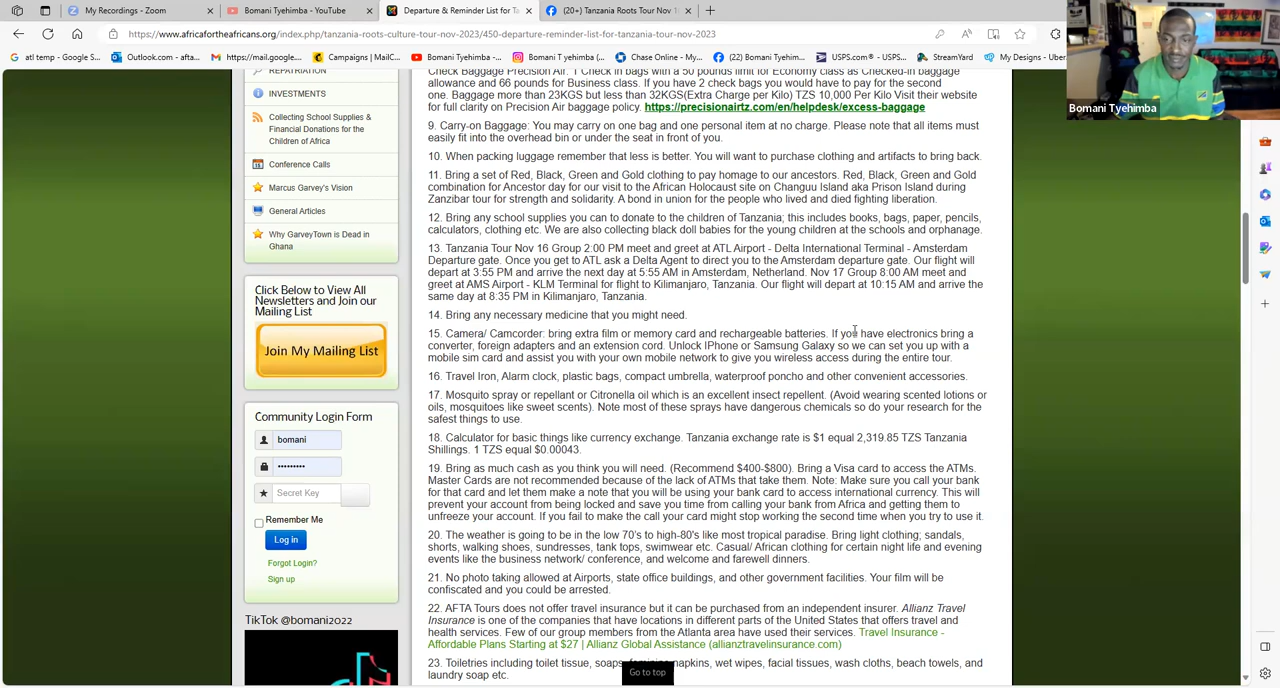 My Recordings - Zoom
Bomani Tyehimba - YouTube
Departure & Reminder List for Ta
(20+) Tanzania Roots Tour Nov 1
https://www.africafortheafricans.org/index.php/tanzania-roots-culture-tour-nov-2023/450-departure-reminder-list-for-tanzania-tour-nov-2023
atl temp - Google S...
Outlook.com - afta...
https://mail.google...
Campaigns | MailC...
Bomani Tyehimba -...
Bomani T yehimba (...
Chase Online - Log...
(22) Bomani Tyehim...
USPS.com® - USPS...
StreamYard
My Designs - Uber
Bomani Tyehimba
REPATRIATION
INVESTMENTS
Collecting School Supplies &
Financial Donations for the
Children of Africa
Conference Calls
Marcus Garvey's Vision
General Articles
Why GarveyTown is Dead in
Ghana
Click Below to View All
Newsletters and Join our
Mailing List
Join My Mailing List
Community Login Form
bomani
Secret Key
Remember Me
Log in
Forgot Login?
Sign up
TikTok @bomani2022
Check Baggage Precision Air: 1 Check in bags with a 50 pounds limit for Economy class as Checked-in baggage
allowance and 66 pounds for Business class. If you have 2 check bags you would have to pay for the second
one. Baggage more than 23KGS but less than 32KGS(Extra Charge per Kilo) TZS 10,000 Per Kilo Visit their website
for full clarity on Precision Air baggage policy. https://precisionairtz.com/en/helpdesk/excess-baggage
9. Carry-on Baggage: You may carry on one bag and one personal item at no charge. Please note that all items must
easily fit into the overhead bin or under the seat in front of you.
10. When packing luggage remember that less is better. You will want to purchase clothing and artifacts to bring back.
11. Bring a set of Red, Black, Green and Gold clothing to pay homage to our ancestors. Red, Black, Green and Gold
combination for Ancestor day for our visit to the African Holocaust site on Changuu Island aka Prison Island during
Zanzibar tour for strength and solidarity. A bond in union for the people who lived and died fighting liberation.
12. Bring any school supplies you can to donate to the children of Tanzania; this includes books, bags, paper, pencils,
calculators, clothing etc. We are also collecting black doll babies for the young children at the schools and orphanage.
13. Tanzania Tour Nov 16 Group 2:00 PM meet and greet at ATL Airport - Delta International Terminal - Amsterdam
Departure gate. Once you get to ATL ask a Delta Agent to direct you to the Amsterdam departure gate. Our flight will
depart at 3:55 PM and arrive the next day at 5:55 AM in Amsterdam, Netherland. Nov 17 Group 8:00 AM meet and
greet at AMS Airport - KLM Terminal for flight to Kilimanjaro, Tanzania. Our flight will depart at 10:15 AM and arrive the
same day at 8:35 PM in Kilimanjaro, Tanzania.
14. Bring any necessary medicine that you might need.
15. Camera/ Camcorder: bring extra film or memory card and rechargeable batteries. If you have electronics bring a
converter, foreign adapters and an extension cord. Unlock IPhone or Samsung Galaxy so we can set you up with a
mobile sim card and assist you with your own mobile network to give you wireless access during the entire tour.
16. Travel Iron, Alarm clock, plastic bags, compact umbrella, waterproof poncho and other convenient accessories.
17. Mosquito spray or repellant or Citronella oil which is an excellent insect repellent. (Avoid wearing scented lotions or
oils, mosquitoes like sweet scents). Note most of these sprays have dangerous chemicals so do your research for the
safest things to use.
18. Calculator for basic things like currency exchange. Tanzania exchange rate is $1 equal 2,319.85 TZS Tanzania
Shillings. 1 TZS equal $0.00043.
19. Bring as much cash as you think you will need. (Recommend $400-$800). Bring a Visa card to access the ATMs.
Master Cards are not recommended because of the lack of ATMs that take them. Note: Make sure you call your bank
for that card and let them make a note that you will be using your bank card to access international currency. This will
prevent your account from being locked and save you time from calling your bank from Africa and getting them to
unfreeze your account. If you fail to make the call your card might stop working the second time when you try to use it.
20. The weather is going to be in the low 70's to high-80's like most tropical paradise. Bring light clothing; sandals,
shorts, walking shoes, sundresses, tank tops, swimwear etc. Casual/ African clothing for certain night life and evening
events like the business network/ conference, and welcome and farewell dinners.
21. No photo taking allowed at Airports, state office buildings, and other government facilities. Your film will be
confiscated and you could be arrested.
22. AFTA Tours does not offer travel insurance but it can be purchased from an independent insurer. Allianz Travel
Insurance is one of the companies that have locations in different parts of the United States that offers travel and
health services. Few of our group members from the Atlanta area have used their services. Travel Insurance -
Affordable Plans Starting at $27 | Allianz Global Assistance (allianztravelinsurance.com)
23. Toiletries including toilet tissue, soaps, napkins, wet wipes, facial tissues, wash cloths, beach towels, and
laundry soap etc.
Go to top